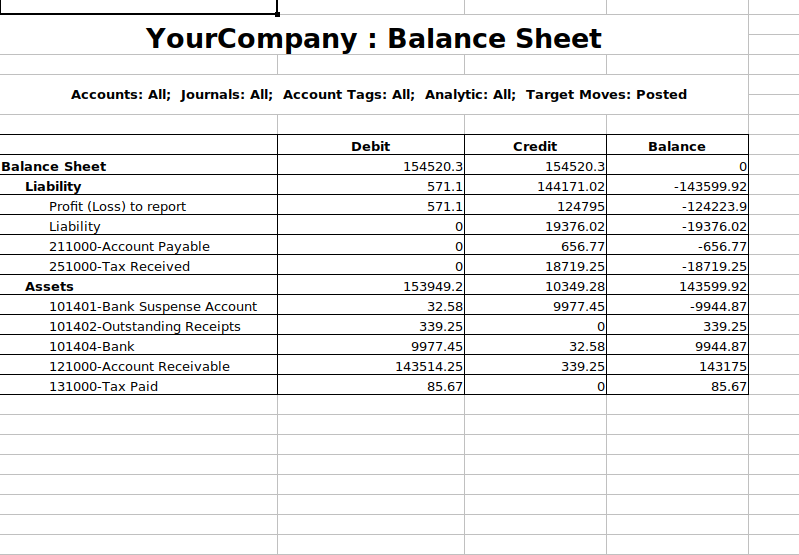 YourCompany : Balance Sheet
Accounts: All;  Journals: All;  Account Tags: All;  Analytic: All;  Target Moves: Posted
Debit Credit Balance
Balance Sheet 154520.3 154520.3 0
Liability 571.1 144171.02 -143599.92
Profit (Loss) to report 571.1 124795 -124223.9
Liability 0 19376.02 -19376.02
211000-Account Payable 0 656.77 -656.77
251000-Tax Received 0 18719.25 -18719.25
Assets 153949.2 10349.28 143599.92
101401-Bank Suspense Account 32.58 9977.45 -9944.87
101402-Outstanding Receipts 339.25 0 339.25
101404-Bank 9977.45 32.58 9944.87
121000-Account Receivable 143514.25 339.25 143175
131000-Tax Paid 85.67 0 85.67